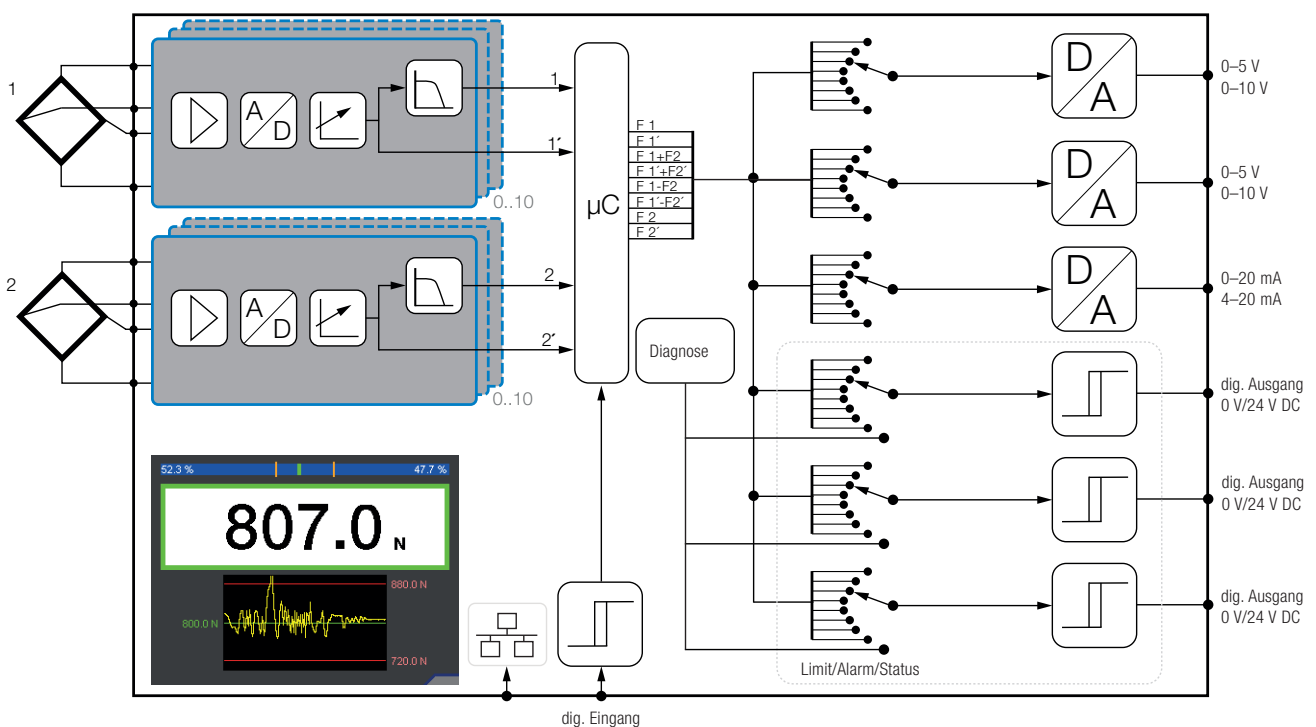 1
A/D
1
1´
0..10
2
A/D
2
2´
0..10
µC
F 1
F 1´
F 1+F2
F 1´+F2´
F 1-F2
F 1´-F2´
F 2
F 2´
D/A
0–5 V
0–10 V
D/A
0–5 V
0–10 V
D/A
0–20 mA
4–20 mA
Diagnose
dig. Ausgang
0 V/24 V DC
dig. Ausgang
0 V/24 V DC
dig. Ausgang
0 V/24 V DC
Limit/Alarm/Status
52.3 %
47.7 %
807.0 N
880.0 N
800.0 N
720.0 N
dig. Eingang